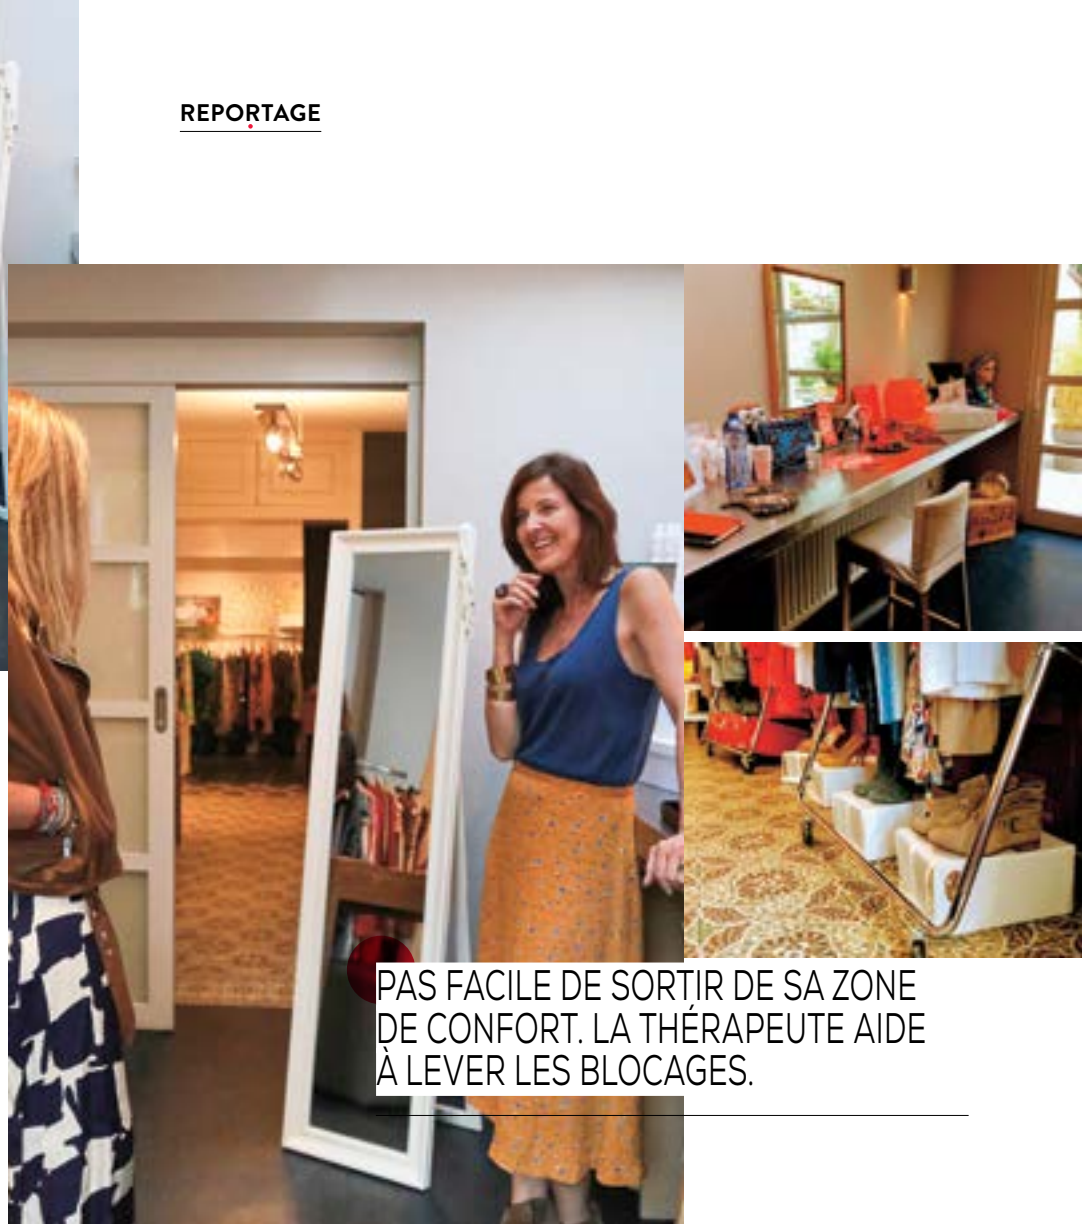 REPORTAGE
PAS FACILE DE SORTIR DE SA ZONE
DE CONFORT. LA THÉRAPEUTE AIDE
À LEVER LES BLOCAGES.